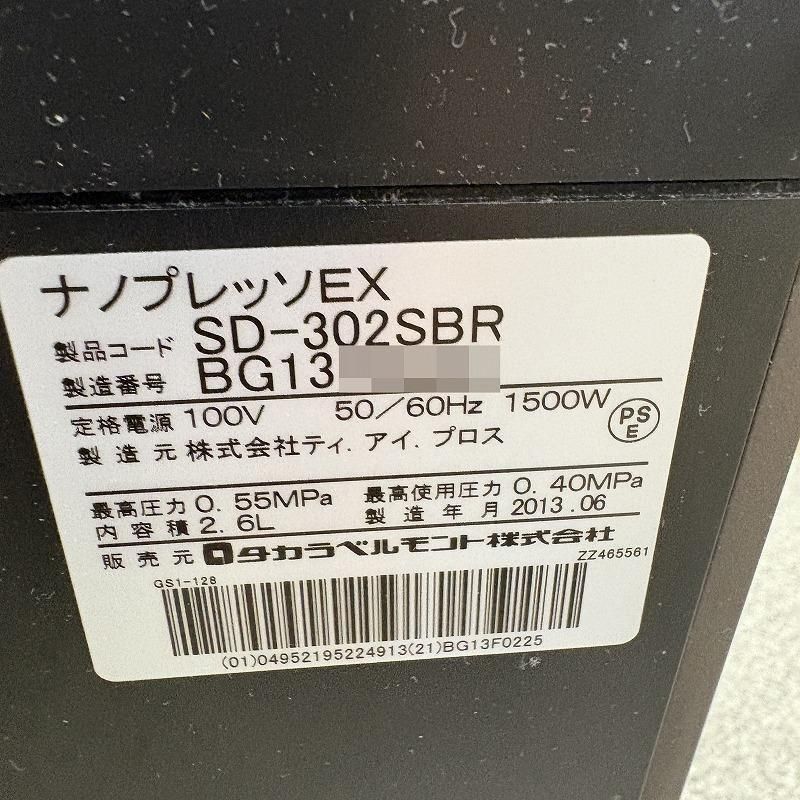 ナノプレッソEX
製品コード SD-302SBR
製造番号 BG13
定格電源 100V 50/60Hz 1500W
PS
E
製造元 株式会社ティ.アイ.プロス
最高圧力 0.55MPa 最高使用圧力 0.40MPa
内容積 2.6L 製造年月 2013.06
販売元 タカラベルモント株式会社
ZZ465561
GS1-128
(01)04952195224913(21)BG13F0225